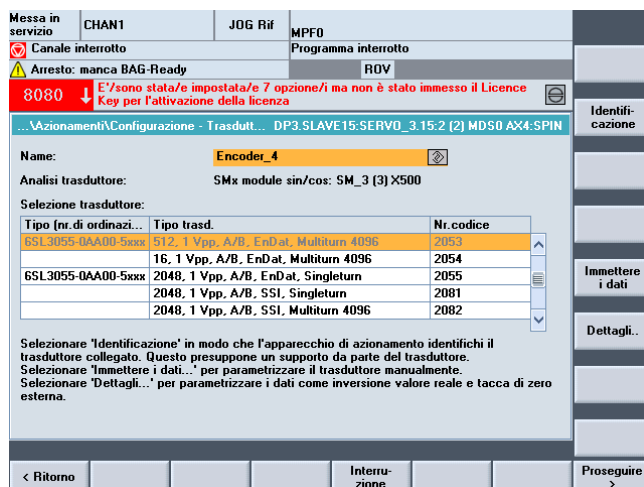 Messa in servizio
CHAN1
JOG Rif
MPF0
Canale interrotto
Programma interrotto
Arresto: manca BAG-Ready
ROV
8080
E'/sono stata/e impostata/e 7 opzione/i ma non è stato immesso il Licence
Key per l'attivazione della licenza
...\Azionamenti\Configurazione - Trasdutt... DP3.SLAVE15:SERVO_3.15:2 (2) MDS0 AX4:SPIN
Name:
Encoder_4
Analisi trasduttore:
SMx module sin/cos: SM_3 (3) X500
Selezione trasduttore:
Tipo (nr.di ordinazi... Tipo trasd. Nr.codice
6SL3055-0AA00-5xxx 512, 1 Vpp, A/B, EnDat, Multiturn 4096 2053
16, 1 Vpp, A/B, EnDat, Multiturn 4096 2054
6SL3055-0AA00-5xxx 2048, 1 Vpp, A/B, EnDat, Singleturn 2055
2048, 1 Vpp, A/B, SSI, Singleturn 2081
2048, 1 Vpp, A/B, SSI, Multiturn 4096 2082
Selezionare 'Identificazione' in modo che l'apparecchio di azionamento identifichi il
trasduttore collegato. Questo presuppone un supporto da parte del trasduttore.
Selezionare 'Immettere i dati...' per parametrizzare il trasduttore manualmente.
Selezionare 'Dettagli...' per parametrizzare i dati come inversione valore reale e tacca di zero
esterna.
Identifi-
cazione
Immettere
i dati
Dettagli..
< Ritorno
Interru-
zione
Proseguire
>